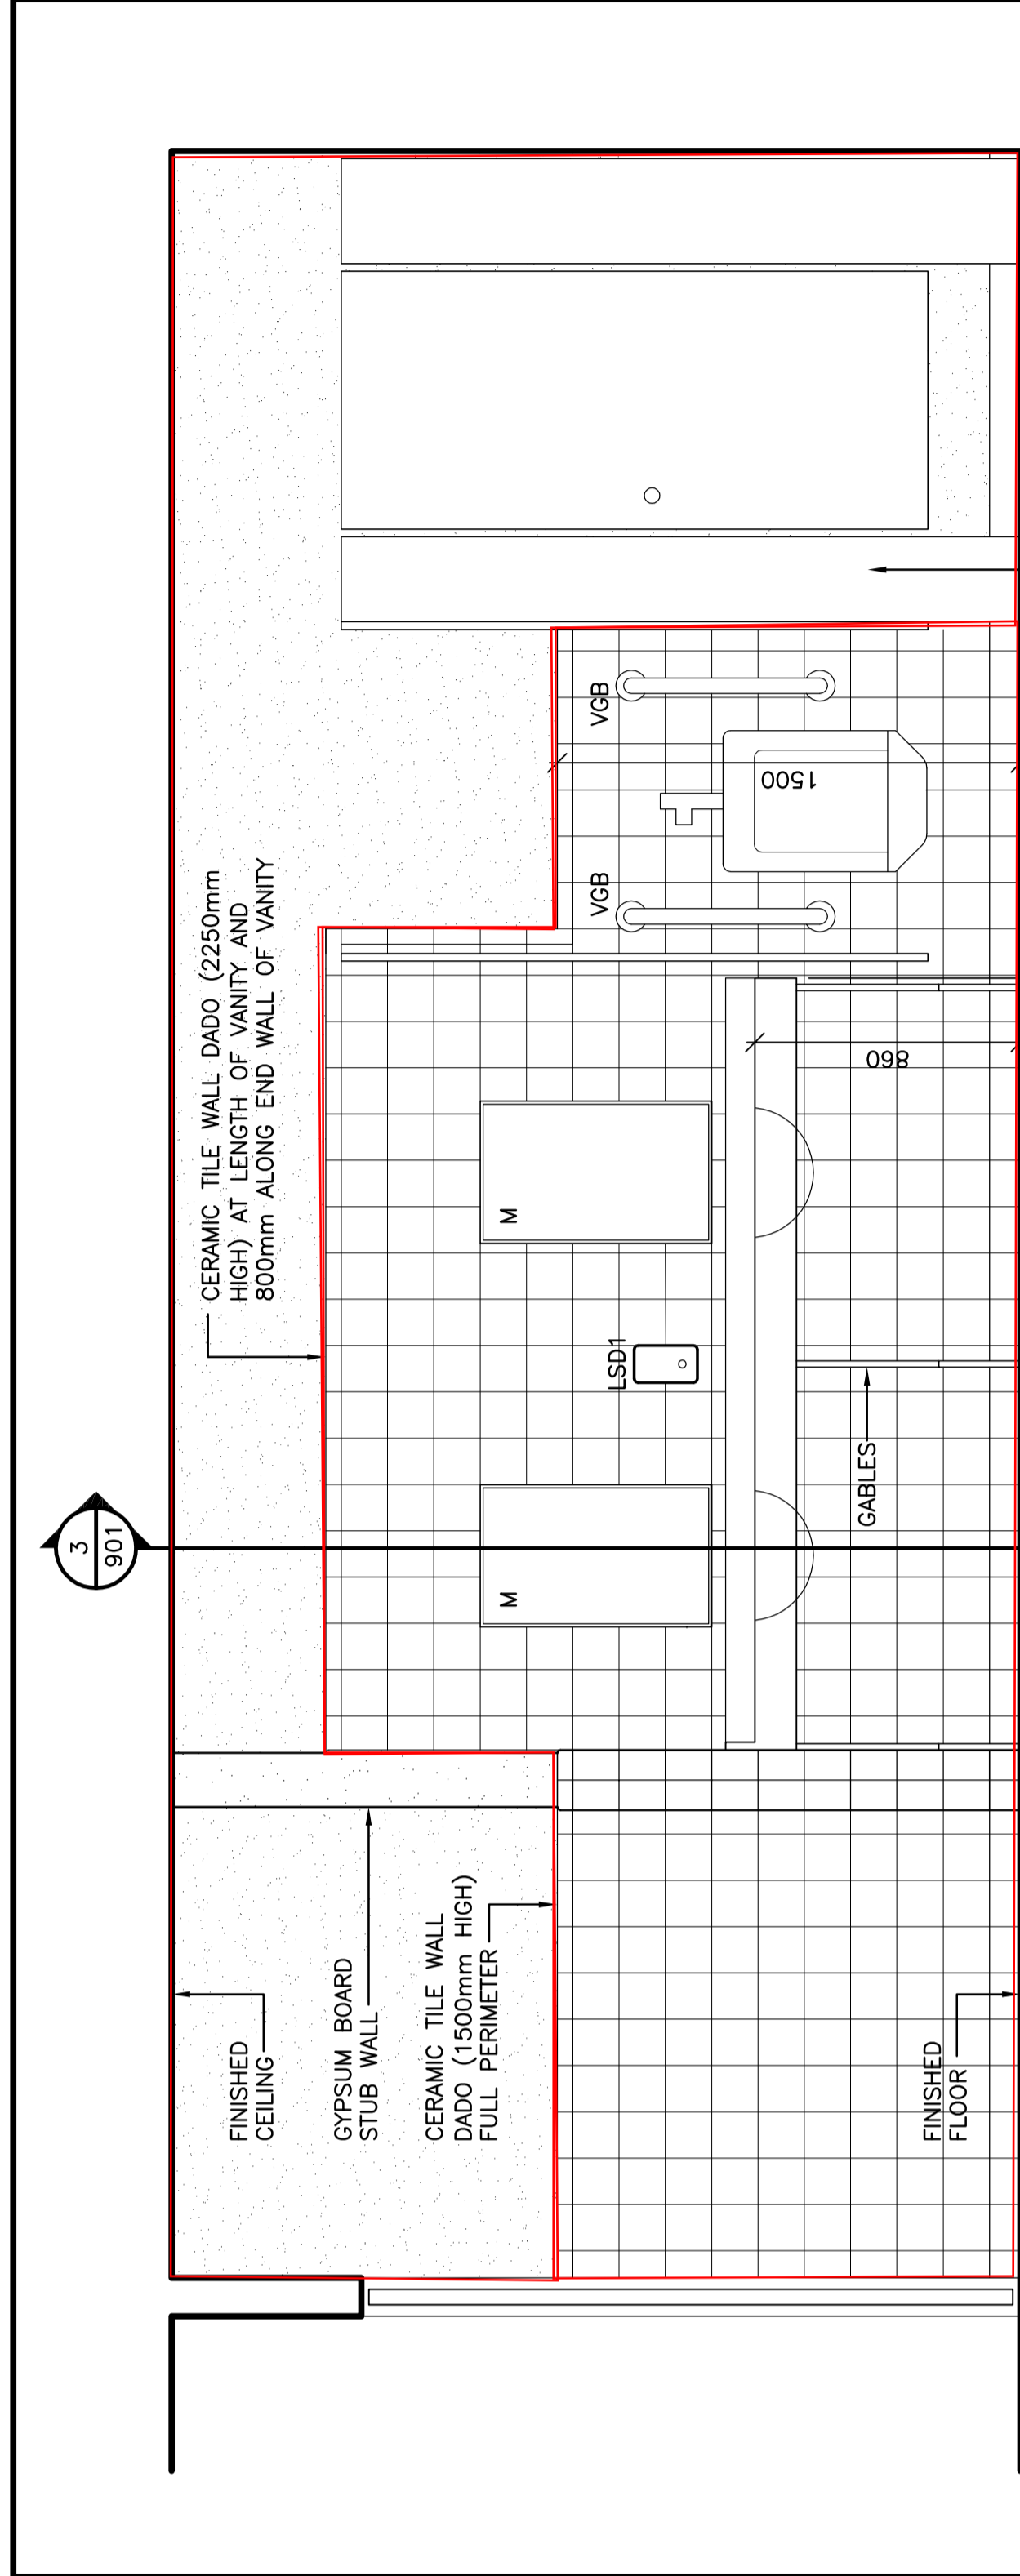 3
901
CERAMIC TILE WALL DADO (2250mm
HIGH) AT LENGTH OF VANITY AND
800mm ALONG END WALL OF VANITY
FINISHED
CEILING
GYPSUM BOARD
STUB WALL
CERAMIC TILE WALL
DADO (1500mm HIGH)
FULL PERIMETER
M
M
LSD1
VGB
VGB
1500
860
GABLES
FINISHED
FLOOR